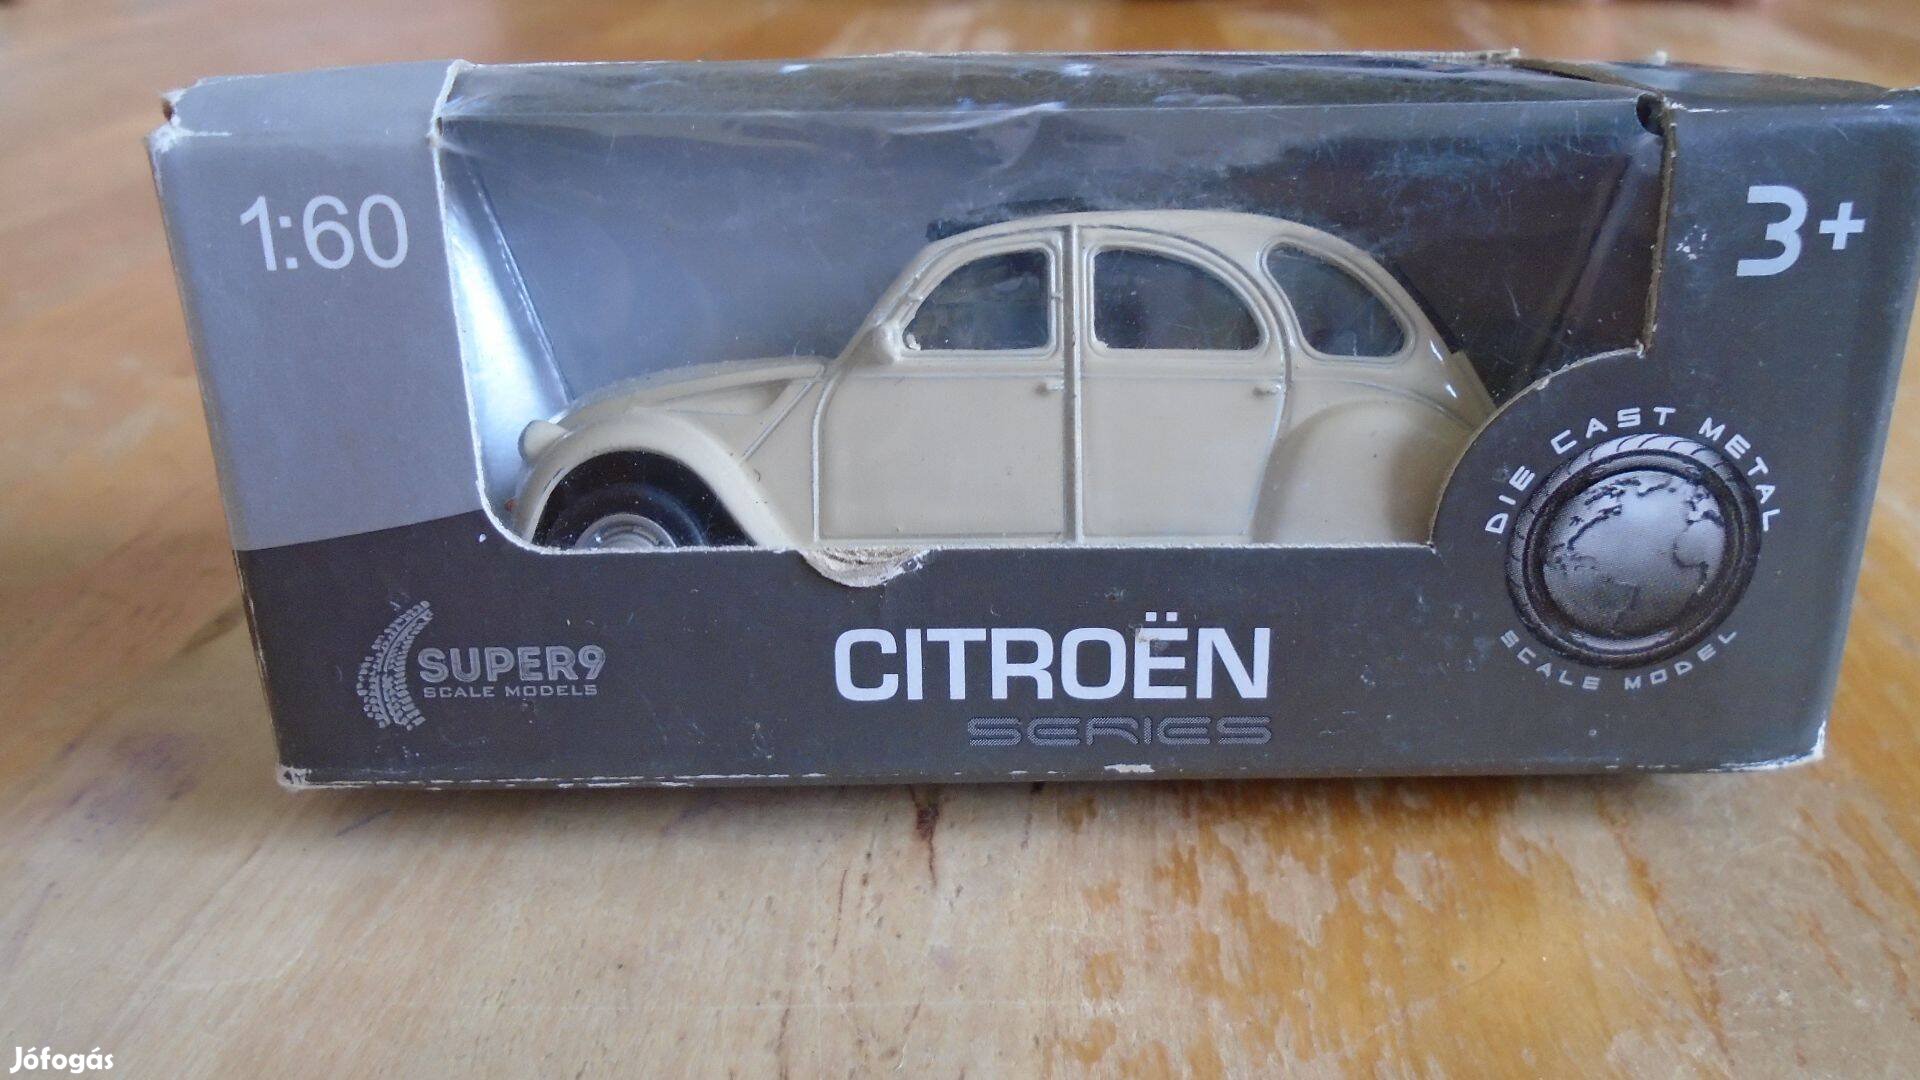 1:60
3+
DIE CAST METAL
SCALE MODEL
SUPER9
SCALE MODELS
CITROËN
SERIES
Jófogás